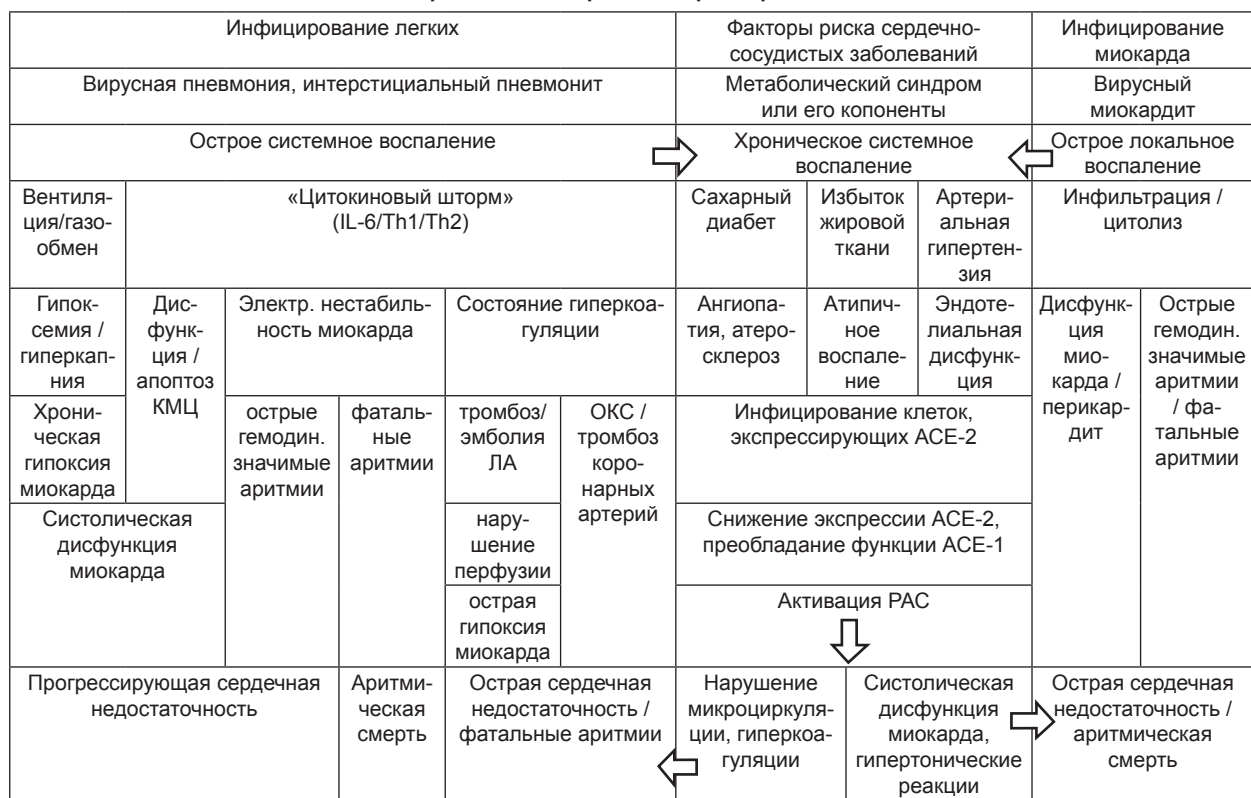 Инфицирование легких
Факторы риска сердечно-
сосудистых заболеваний
Инфицирование
миокарда
Вирусная пневмония, интерстициальный пневмонит
Метаболический синдром
или его копоненты
Вирусный
миокардит
Острое системное воспаление
Хроническое системное
воспаление
Острое локальное
воспаление
Вентиля-
ция/газо-
обмен
«Цитокиновый шторм»
(IL-6/Th1/Th2)
Сахарный
диабет
Избыток
жировой
ткани
Артери-
альная
гипертен-
зия
Инфильтрация /
цитолиз
Гипок-
семия /
гиперкап-
ния
Дис-
функ-
ция /
апоптоз
КМЦ
Электр. нестабиль-
ность миокарда
Состояние гиперкоа-
гуляции
Ангиопа-
тия, атеро-
склероз
Атипич-
ное
воспале-
ние
Эндоте-
лиальная
дисфунк-
ция
Дисфунк-
ция
мио-
карда /
перикар-
дит
Острые
гемодин.
значимые
аритмии
/ фа-
тальные
аритмии
Хрони-
ческая
гипоксия
миокарда
острые
гемодин.
значимые
аритмии
фаталь-
ные
аритмии
тромбоз/
эмболия
ЛА
ОКС /
тромбоз
коро-
нарных
артерий
Инфицирование клеток,
экспрессирующих АСЕ-2
Систолическая
дисфункция
миокарда
нару-
шение
перфузии
Снижение экспрессии АСЕ-2,
преобладание функции АСЕ-1
острая
гипоксия
миокарда
Активация РАС
Прогрессирующая сердечная
недостаточность
Аритми-
ческая
смерть
Острая сердечная
недостаточность /
фатальные аритмии
Нарушение
микроциркуля-
ции, гиперкоа-
гуляции
Систолическая
дисфункция
миокарда,
гипертонические
реакции
Острая сердечная
недостаточность /
аритмическая
смерть